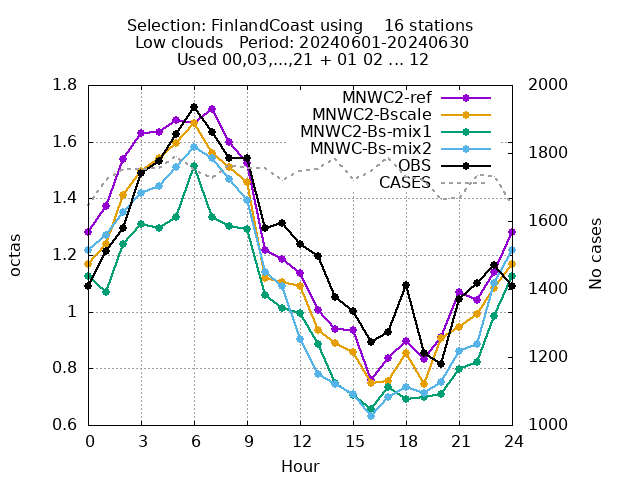 Selection: FinlandCoast using    16 stations
Low clouds   Period: 20240601-20240630
Used 00,03,...,21 + 01 02 ... 12
MNWC2-ref
MNWC2-Bscale
MNWC2-Bs-mix1
MNWC-Bs-mix2
OBS
CASES
octas
1.8
1.6
1.4
1.2
1
0.8
0.6
2000
1800
1600
1400
1200
1000
No cases
0 3 6 9 12 15 18 21 24
Hour